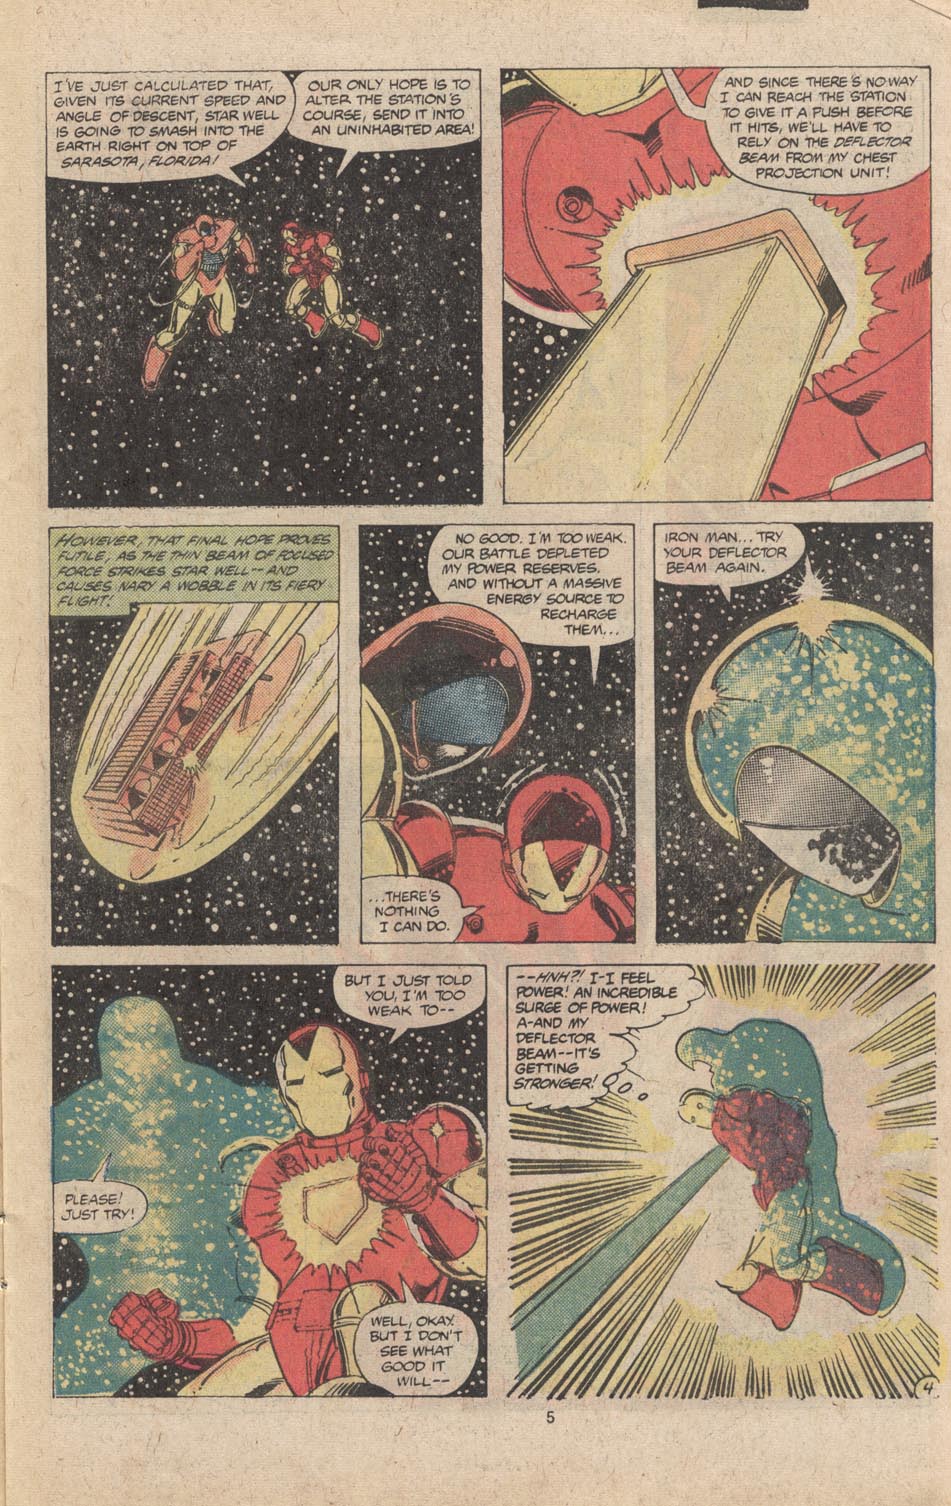 I'VE JUST CALCULATED THAT,
GIVEN ITS CURRENT SPEED AND
ANGLE OF DESCENT, STAR WELL
IS GOING TO SMASH INTO THE
EARTH RIGHT ON TOP OF
SARASOTA, FLORIDA!
OUR ONLY HOPE IS TO
ALTER THE STATION'S
COURSE, SEND IT INTO
AN UNINHABITED AREA!
AND SINCE THERE'S NO WAY
I CAN REACH THE STATION
TO GIVE IT A PUSH BEFORE
IT HITS, WE'LL HAVE TO
RELY ON THE DEFLECTOR
BEAM FROM MY CHEST
PROJECTION UNIT!
HOWEVER, THAT FINAL HOPE PROVES
FUTILE, AS THE THIN BEAM OF FOCUSED
FORCE STRIKES STAR WELL--AND
CAUSES NARY A WOBBLE IN ITS FIERY
FLIGHT.
NO GOOD. I'M TOO WEAK.
OUR BATTLE DEPLETED
MY POWER RESERVES.
AND WITHOUT A MASSIVE
ENERGY SOURCE TO
RECHARGE
THEM...
...THERE'S
NOTHING
I CAN DO.
IRON MAN... TRY
YOUR DEFLECTOR
BEAM AGAIN.
BUT I JUST TOLD
YOU, I'M TOO
WEAK TO--
PLEASE!
JUST TRY!
WELL, OKAY.
BUT I DON'T
SEE WHAT
GOOD IT
WILL--
--HNH?! I-I FEEL
POWER! AN INCREDIBLE
SURGE OF POWER!
A-AND MY
DEFLECTOR
BEAM--IT'S
GETTING
STRONGER!
4
5